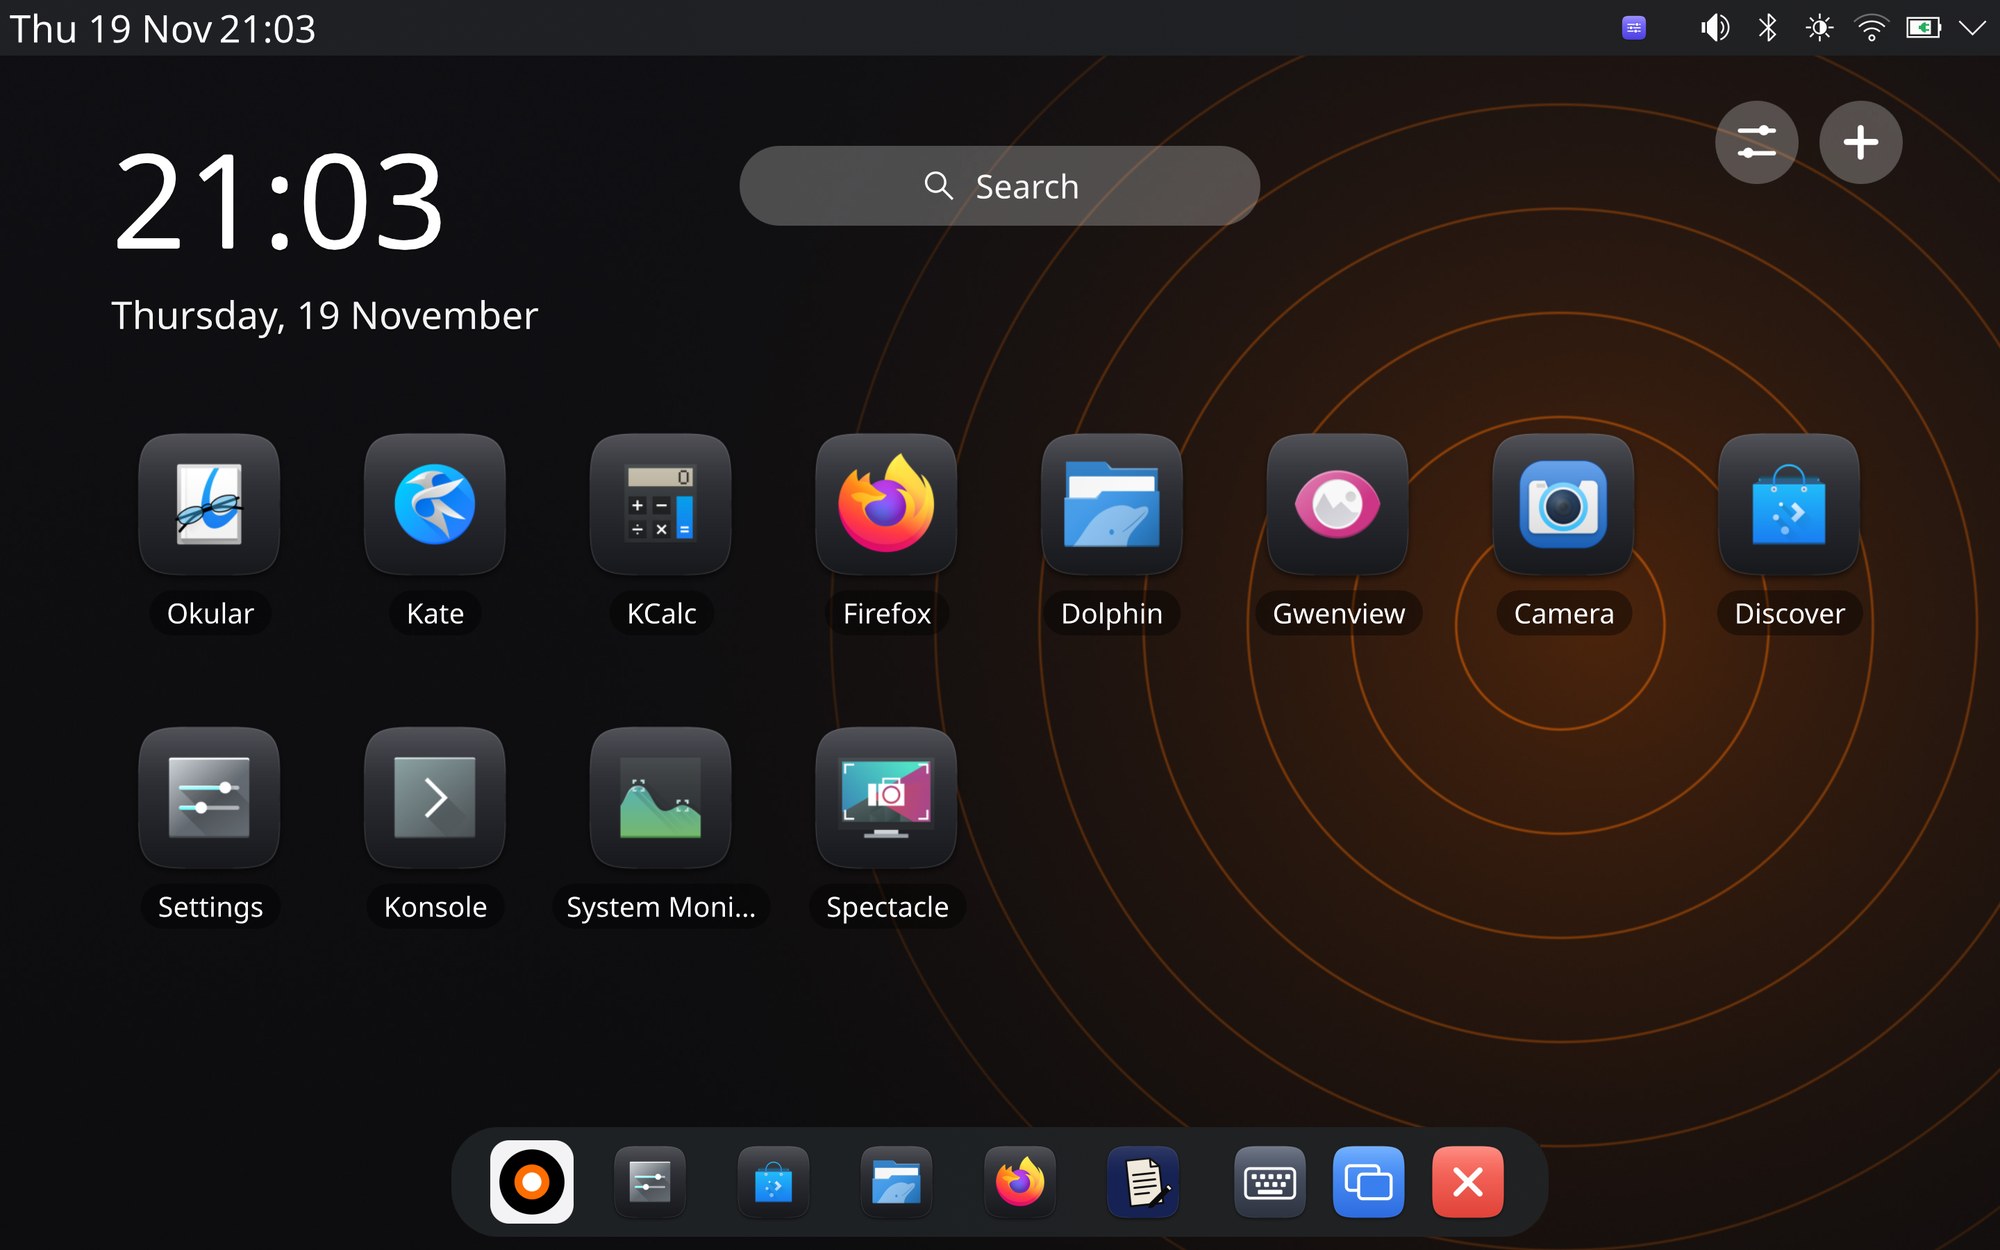 Thu 19 Nov 21:03
21:03
Thursday, 19 November
Search
Okular
Kate
KCalc
Firefox
Dolphin
Gwenview
Camera
Discover
Settings
Konsole
System Moni...
Spectacle